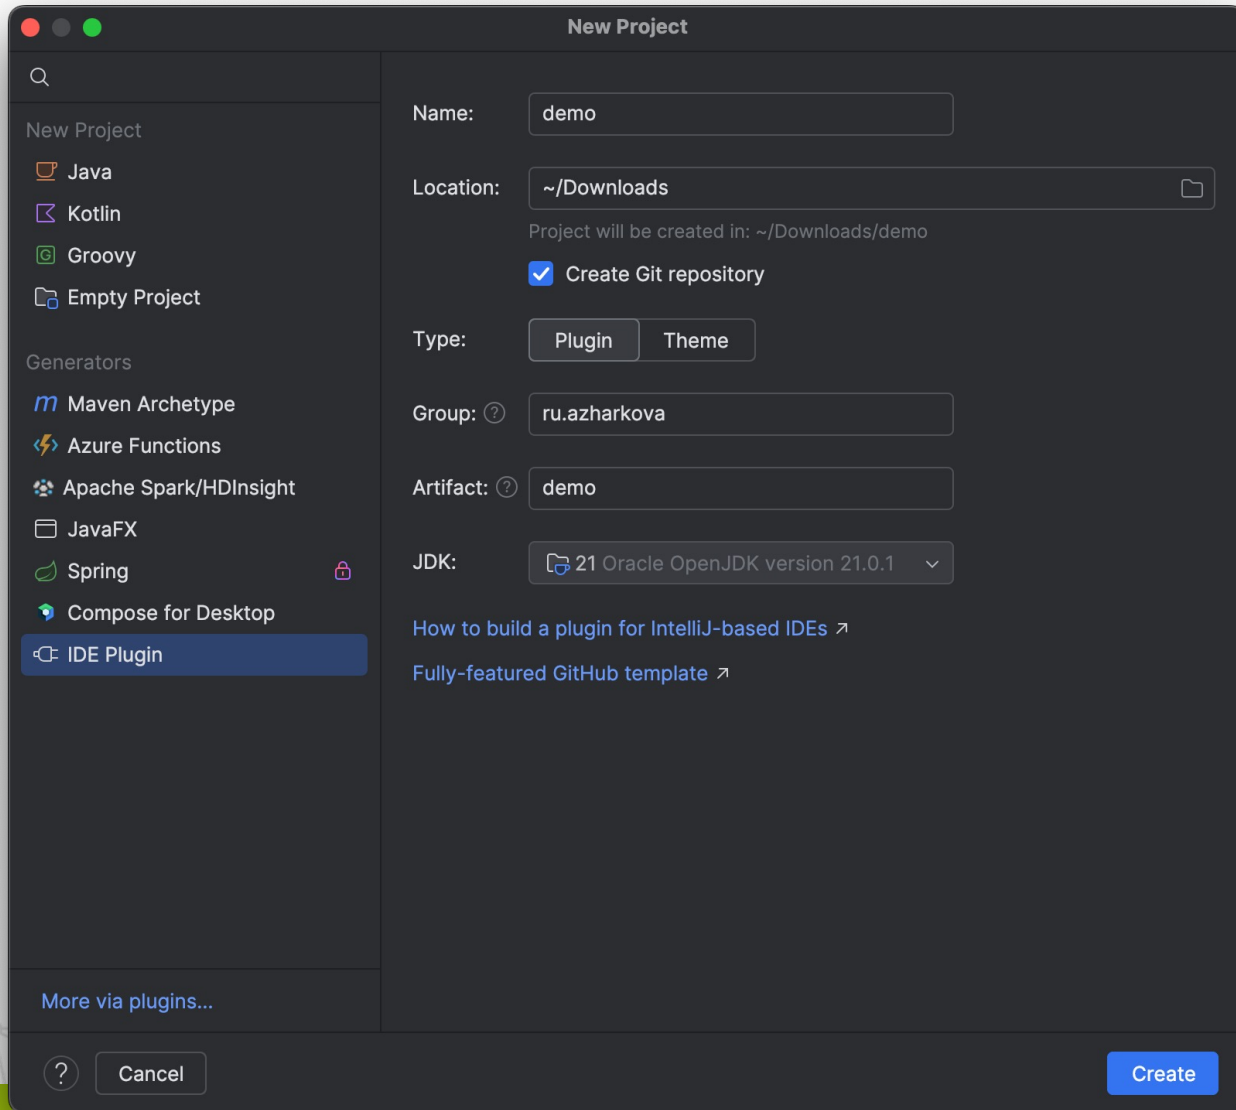 New Project
New Project
Java
Kotlin
Groovy
Empty Project
Generators
Maven Archetype
Azure Functions
Apache Spark/HDInsight
JavaFX
Spring
Compose for Desktop
IDE Plugin
More via plugins...
Name: demo
Location: ~/Downloads
Project will be created in: ~/Downloads/demo
Create Git repository
Type: Plugin Theme
Group: ? ru.azharkova
Artifact: ? demo
JDK: 21 Oracle OpenJDK version 21.0.1
How to build a plugin for IntelliJ-based IDEs ↗
Fully-featured GitHub template ↗
? Cancel Create